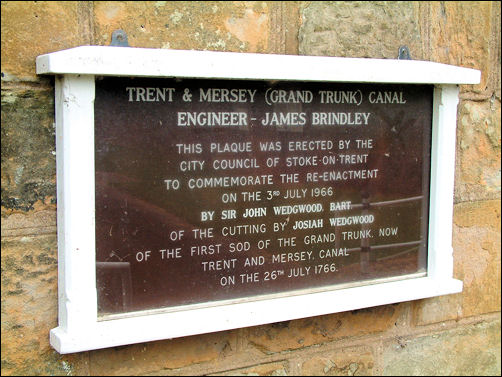 TRENT & MERSEY (GRAND TRUNK) CANAL
ENGINEER - JAMES BRINDLEY
THIS PLAQUE WAS ERECTED BY THE
CITY COUNCIL OF STOKE-ON-TRENT
TO COMMEMORATE THE RE-ENACTMENT
ON THE 3RD JULY 1966
BY SIR JOHN WEDGWOOD, BART.
OF THE CUTTING BY JOSIAH WEDGWOOD
OF THE FIRST SOD OF THE GRAND TRUNK, NOW
TRENT AND MERSEY, CANAL
ON THE 26TH JULY 1766.